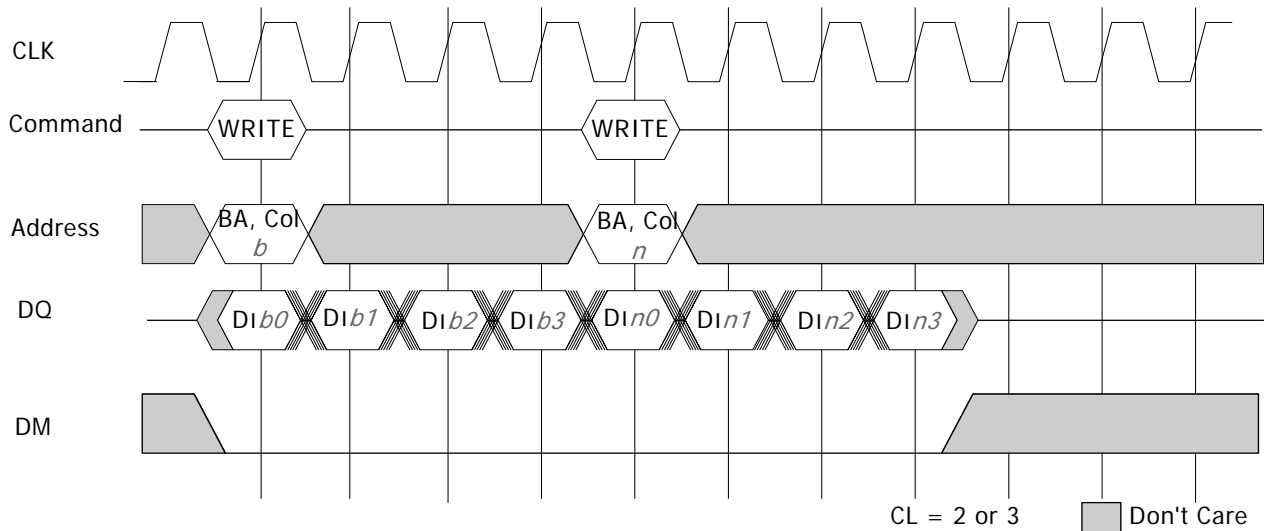 CLK
Command
WRITE
WRITE
Address
BA, Col
b
BA, Col
n
DQ
DIb0
DIb1
DIb2
DIb3
DIn0
DIn1
DIn2
DIn3
DM
CL = 2 or 3
Don't Care